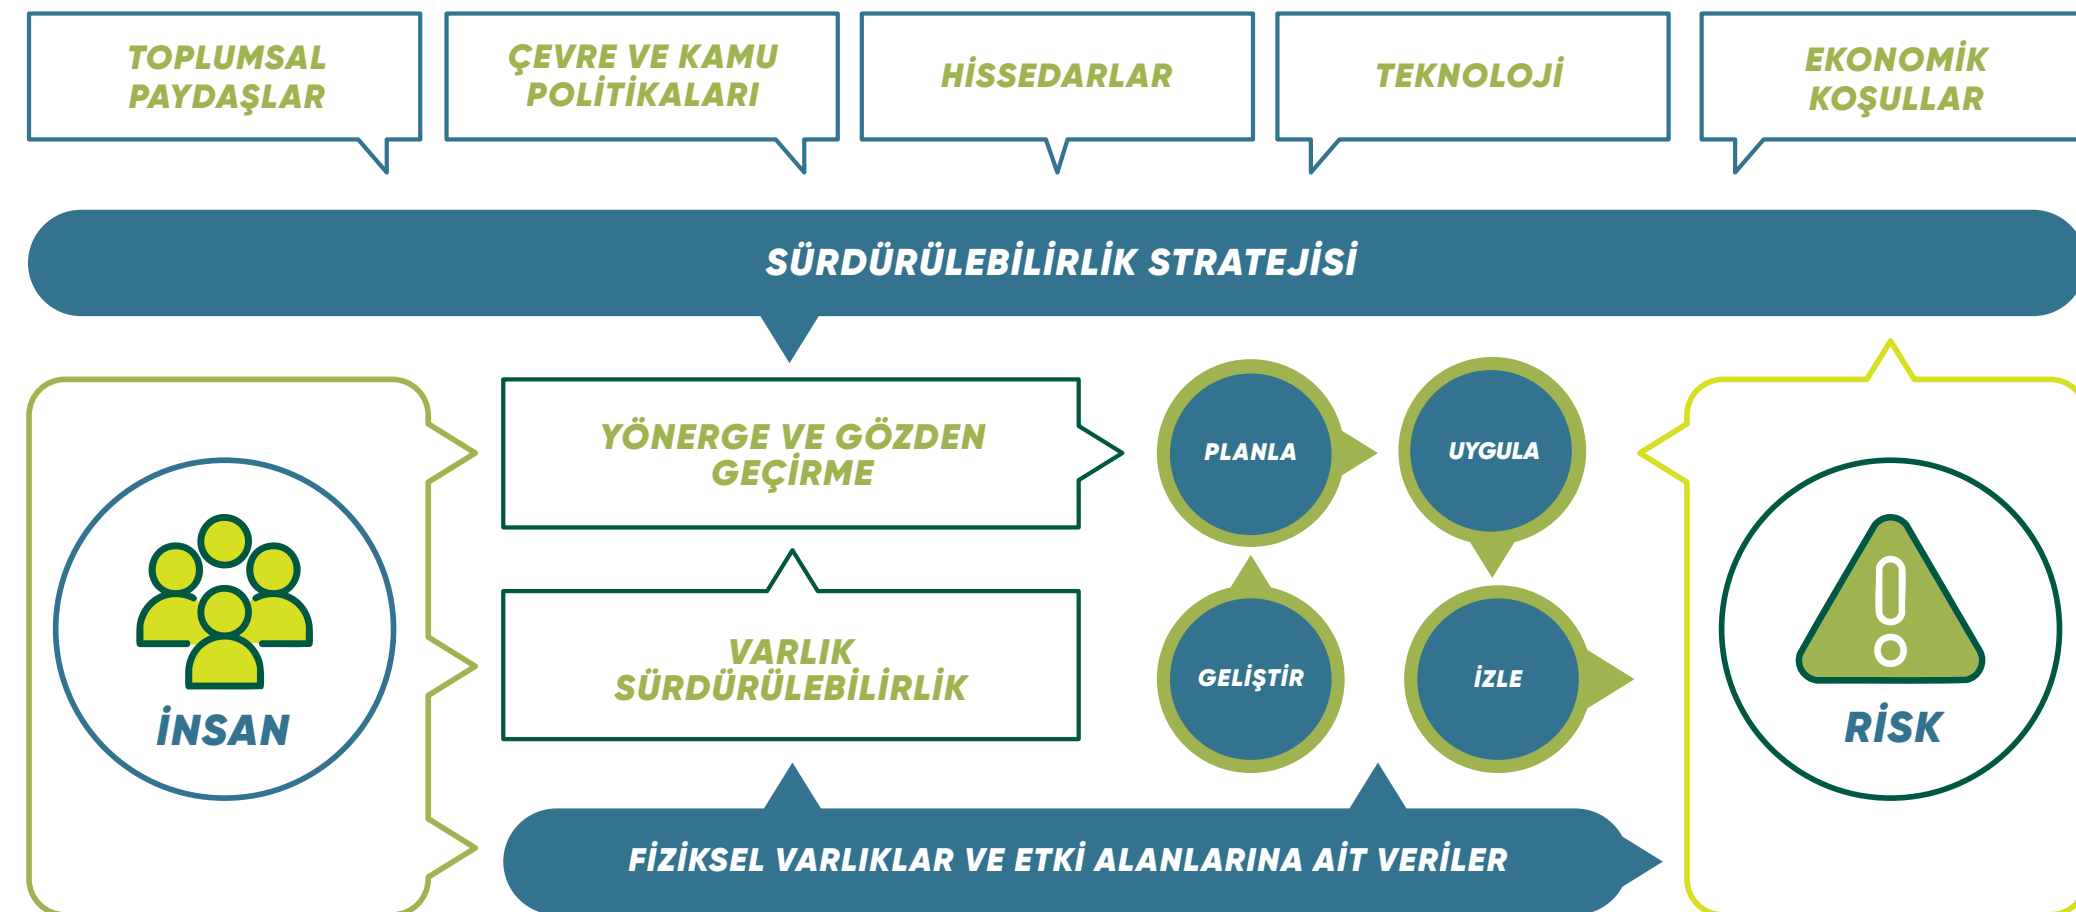 TOPLUMSAL
PAYDAŞLAR
ÇEVRE VE KAMU
POLİTİKALARI
HİSSEDARLAR
TEKNOLOJİ
EKONOMİK
KOŞULLAR
SÜRDÜRÜLEBİLİRLİK STRATEJİSİ
YÖNERGE VE GÖZDEN
GEÇİRME
PLANLA
UYGULA
VARLIK
SÜRDÜRÜLEBİLİRLİK
GELİŞTİR
İZLE
İNSAN
RİSK
FİZİKSEL VARLIKLAR VE ETKİ ALANLARINA AİT VERİLER